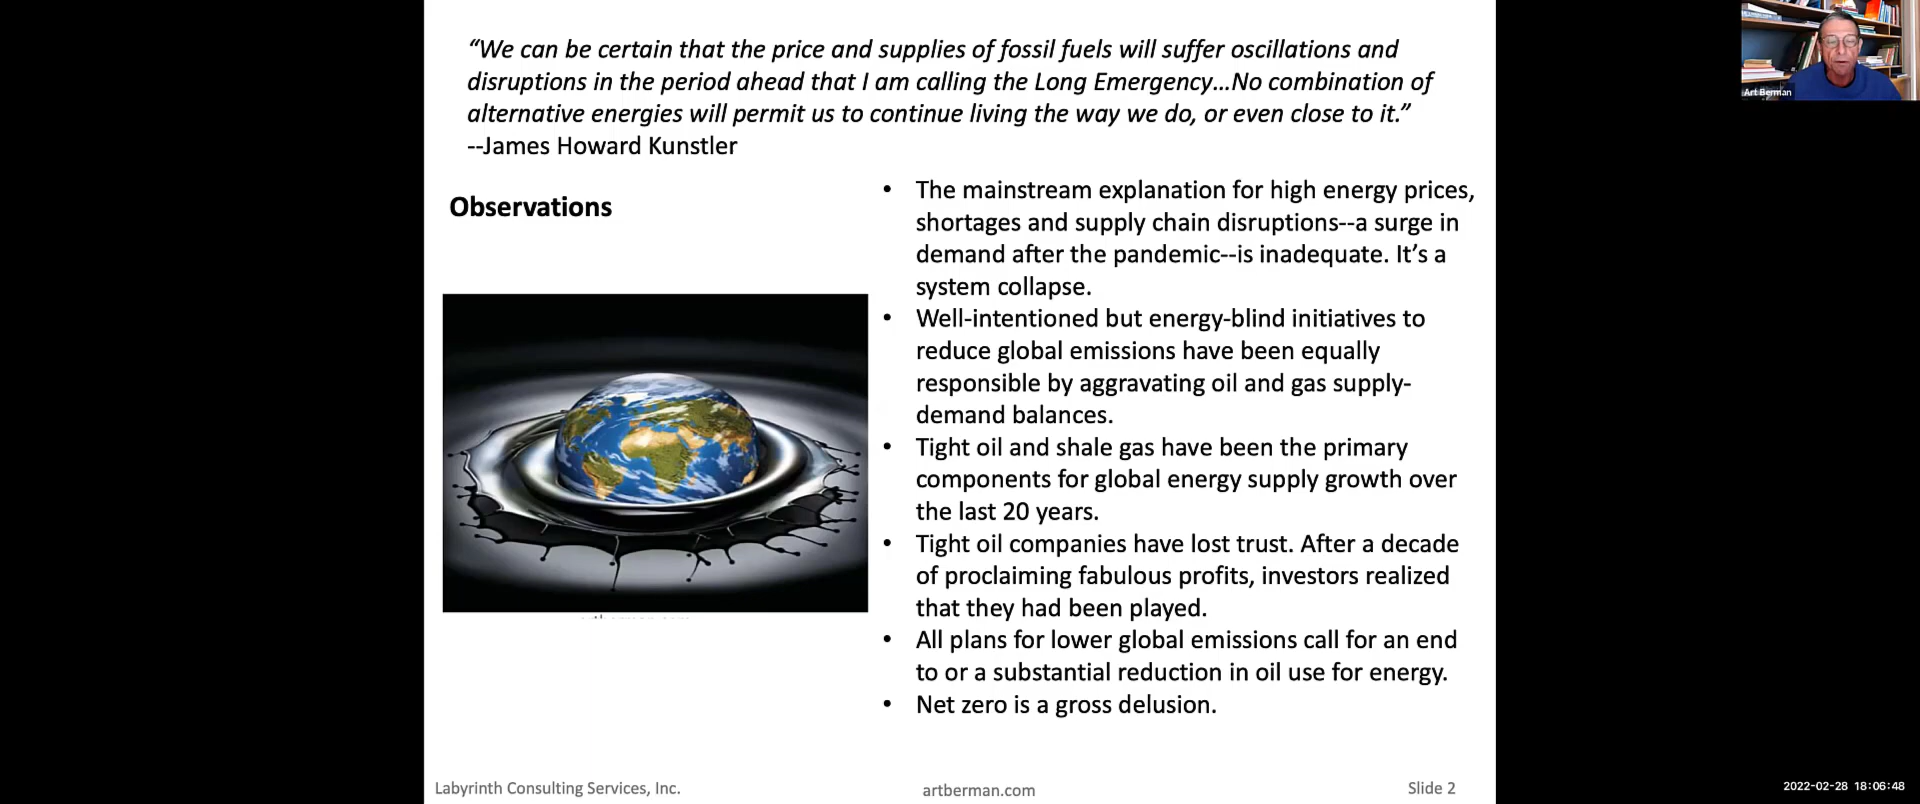 “We can be certain that the price and supplies of fossil fuels will suffer oscillations and
disruptions in the period ahead that I am calling the Long Emergency…No combination of
alternative energies will permit us to continue living the way we do, or even close to it.”
--James Howard Kunstler
Observations
• The mainstream explanation for high energy prices,
shortages and supply chain disruptions--a surge in
demand after the pandemic--is inadequate. It’s a
system collapse.
• Well-intentioned but energy-blind initiatives to
reduce global emissions have been equally
responsible by aggravating oil and gas supply-
demand balances.
• Tight oil and shale gas have been the primary
components for global energy supply growth over
the last 20 years.
• Tight oil companies have lost trust. After a decade
of proclaiming fabulous profits, investors realized
that they had been played.
• All plans for lower global emissions call for an end
to or a substantial reduction in oil use for energy.
• Net zero is a gross delusion.
Labyrinth Consulting Services, Inc.
artberman.com
Slide 2
Art Berman
2022-02-28 18:06:48